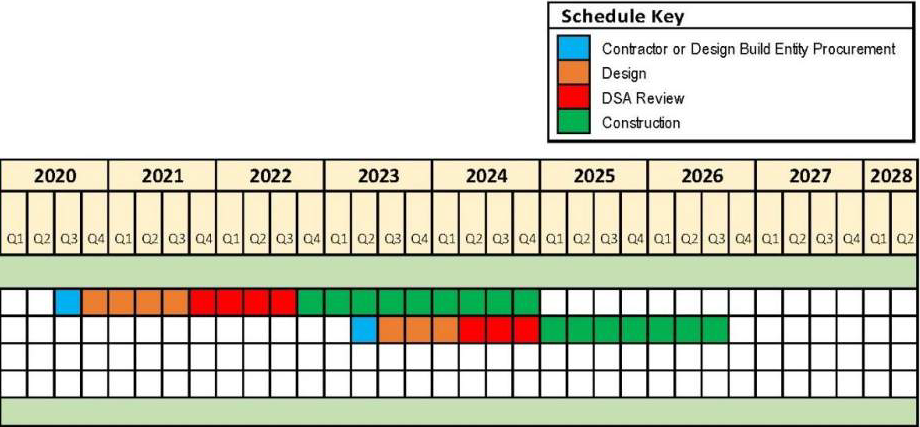 Schedule Key
Contractor or Design Build Entity Procurement
Design
DSA Review
Construction
2020 2021 2022 2023 2024 2025 2026 2027 2028
Q1 Q2 Q3 Q4 Q1 Q2 Q3 Q4 Q1 Q2 Q3 Q4 Q1 Q2 Q3 Q4 Q1 Q2 Q3 Q4 Q1 Q2 Q3 Q4 Q1 Q2 Q3 Q4 Q1 Q2 Q3 Q4 Q1 Q2